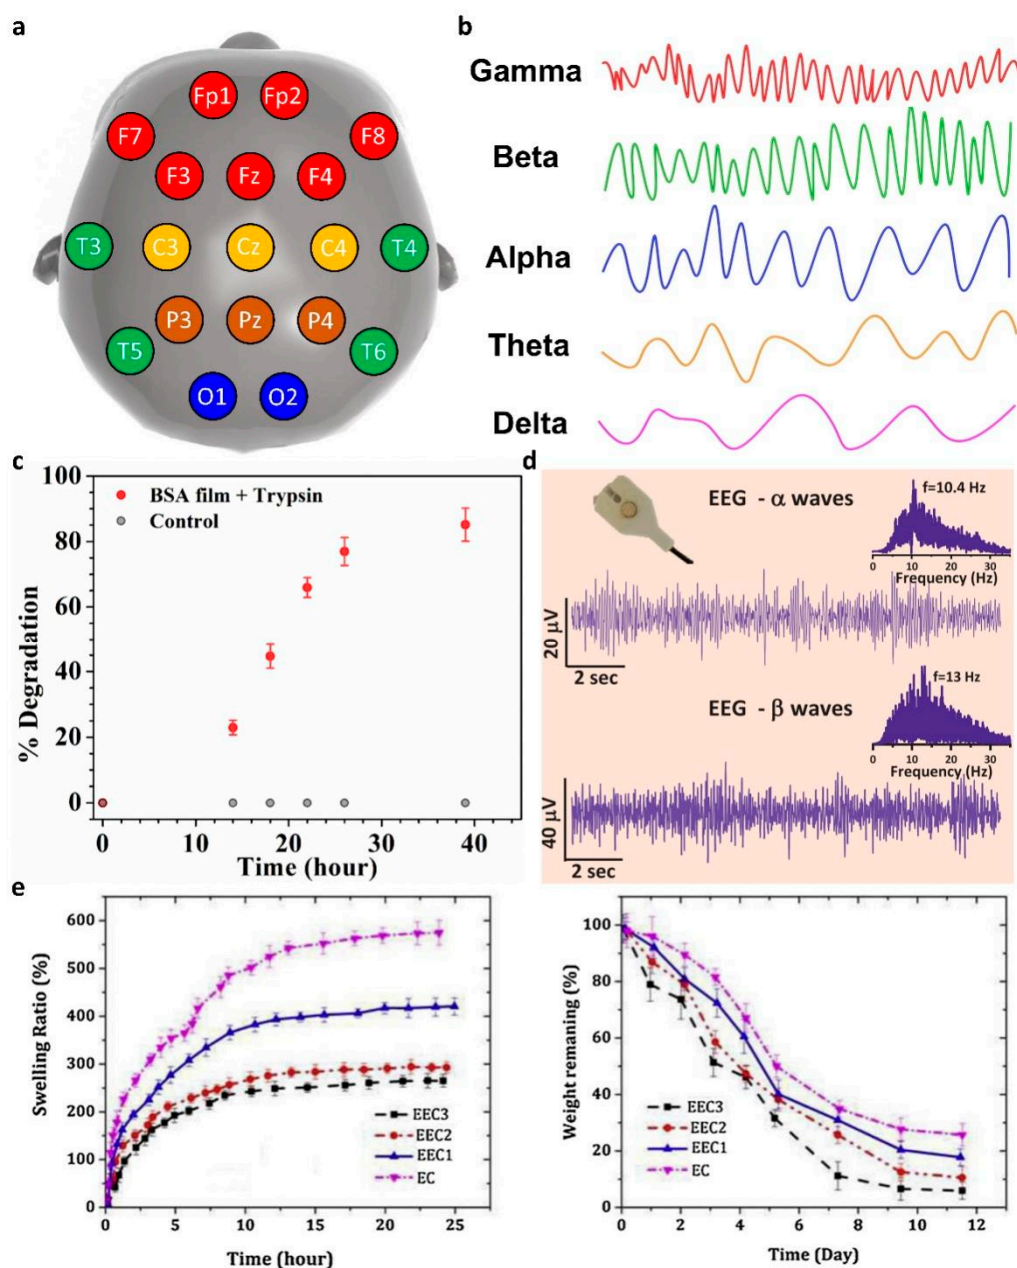 a
Fp1 Fp2
F7 F8
F3 Fz F4
T3 C3 Cz C4 T4
P3 Pz P4
T5 T6
O1 O2
b
Gamma
Beta
Alpha
Theta
Delta
c
100
80
60
40
20
0
% Degradation
BSA film + Trypsin
Control
0 10 20 30 40
Time (hour)
d
EEG - α waves
f=10.4 Hz
0 10 20 30
Frequency (Hz)
20 μV
2 sec
EEG - β waves
f=13 Hz
0 10 20 30
Frequency (Hz)
40 μV
2 sec
e
600
500
400
300
200
100
0
Swelling Ratio (%)
EEC3
EEC2
EEC1
EC
0 5 10 15 20 25
Time (hour)
100
80
60
40
20
0
Weight remaning (%)
EEC3
EEC2
EEC1
EC
0 2 4 6 8 10 12
Time (Day)